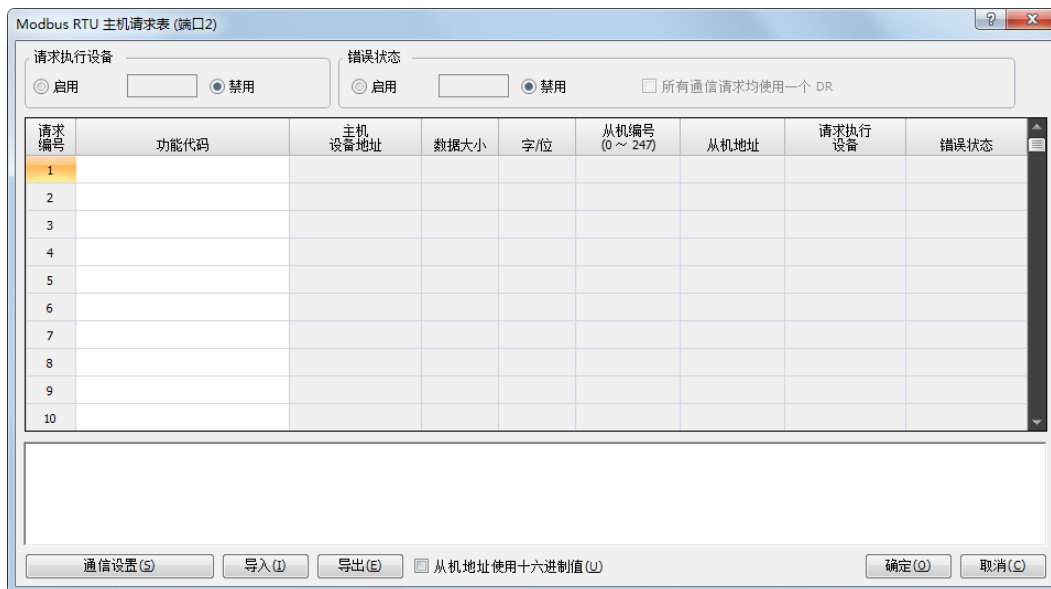 Modbus RTU 主机请求表 (端口2)
请求执行设备
启用 禁用
错误状态
启用 禁用 所有通信请求均使用一个 DR
请求
编号
功能代码
主机
设备地址
数据大小
字/位
从机编号
(0 ～ 247)
从机地址
请求执行
设备
错误状态
1
2
3
4
5
6
7
8
9
10
通信设置(S) 导入(I) 导出(E) 从机地址使用十六进制值(U) 确定(O) 取消(C)